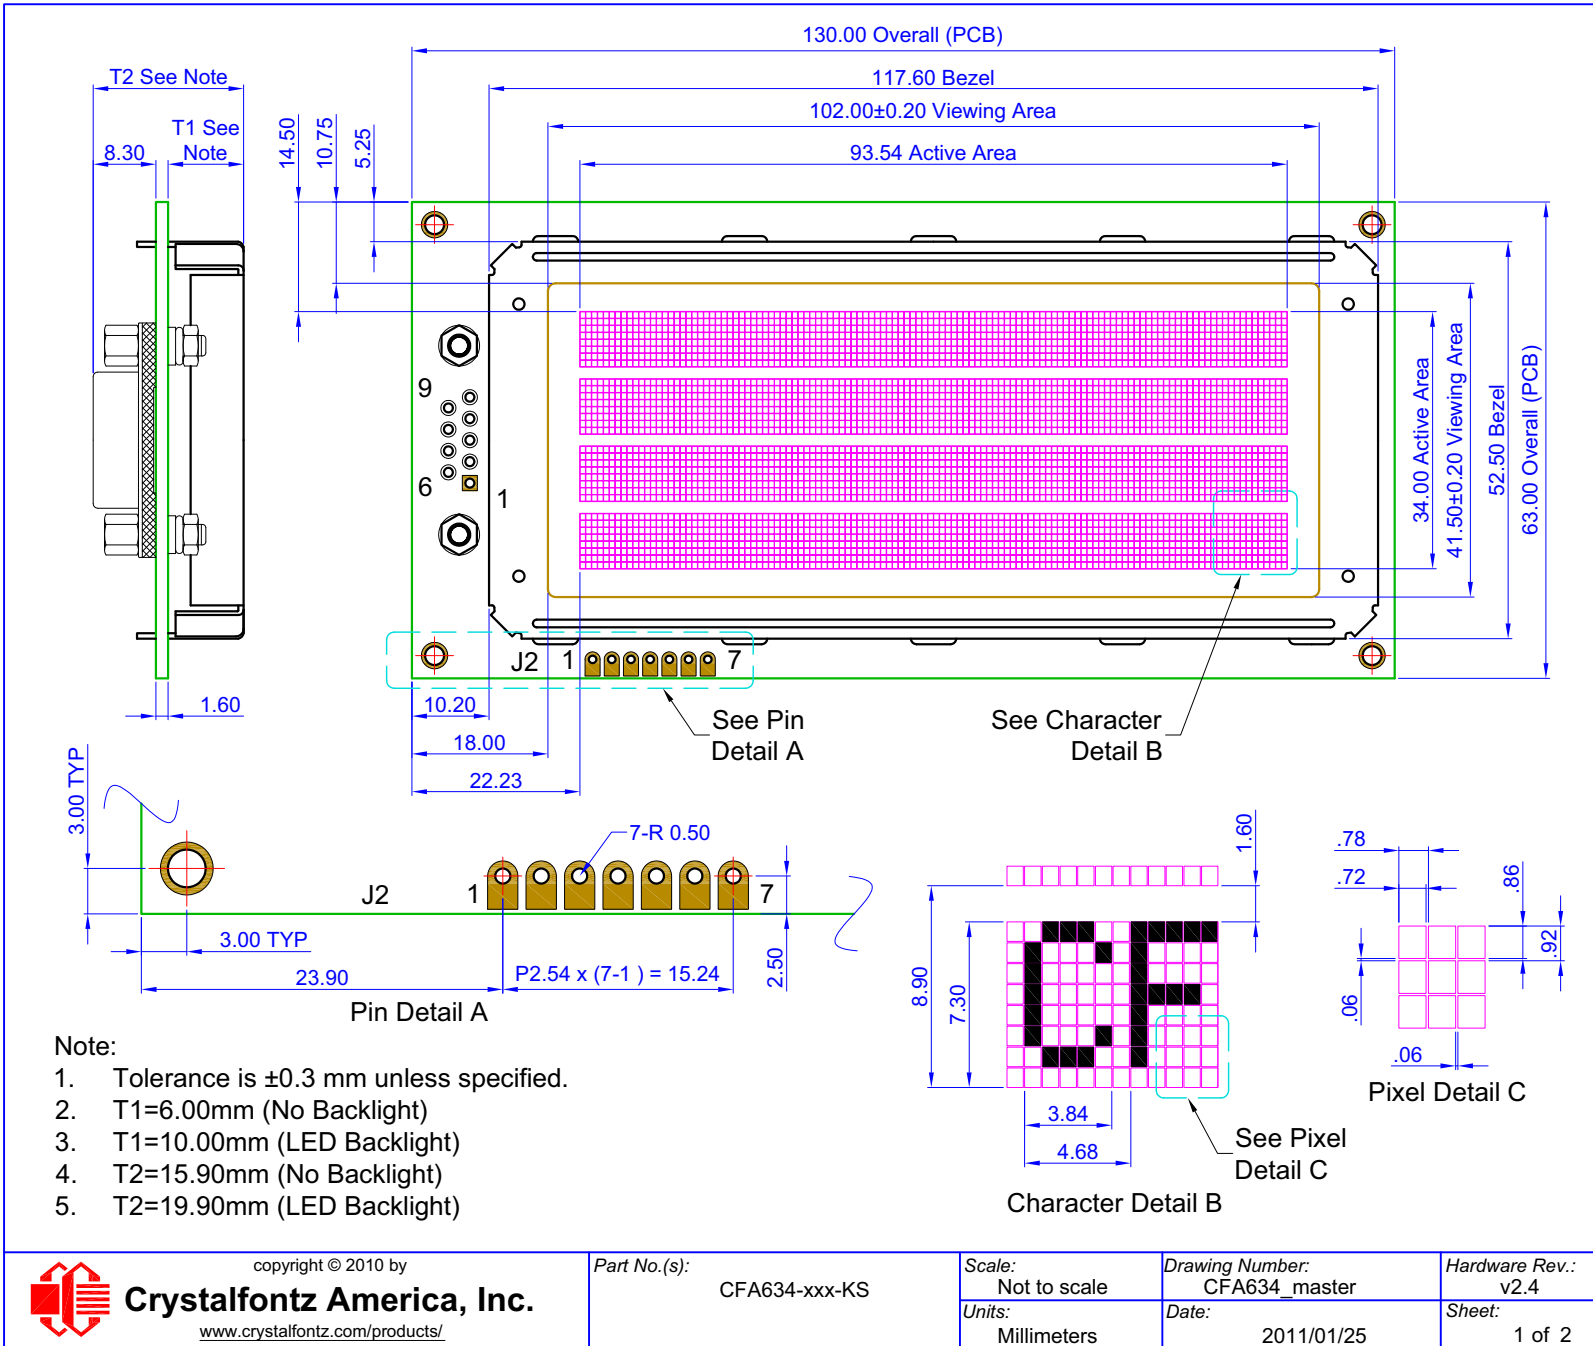 130.00 Overall (PCB)
T2 See Note
117.60 Bezel
102.00±0.20 Viewing Area
T1 See
Note
8.30
14.50
10.75
5.25
93.54 Active Area
9
6
1
34.00 Active Area
41.50±0.20 Viewing Area
52.50 Bezel
63.00 Overall (PCB)
J2 1 7
1.60
10.20
18.00
22.23
See Pin
Detail A
See Character
Detail B
3.00 TYP
7-R 0.50
J2 1 7
3.00 TYP
23.90
P2.54 x (7-1 ) = 15.24
2.50
Pin Detail A
1.60
8.90
7.30
3.84
4.68
See Pixel
Detail C
Character Detail B
.78
.72
.86
.92
.06
.06
Pixel Detail C
Note:
1. Tolerance is ±0.3 mm unless specified.
2. T1=6.00mm (No Backlight)
3. T1=10.00mm (LED Backlight)
4. T2=15.90mm (No Backlight)
5. T2=19.90mm (LED Backlight)
copyright © 2010 by
Crystalfontz America, Inc.
www.crystalfontz.com/products/
Part No.(s):
CFA634-xxx-KS
Scale:
Not to scale
Drawing Number:
CFA634_master
Hardware Rev.:
v2.4
Units:
Millimeters
Date:
2011/01/25
Sheet:
1 of 2